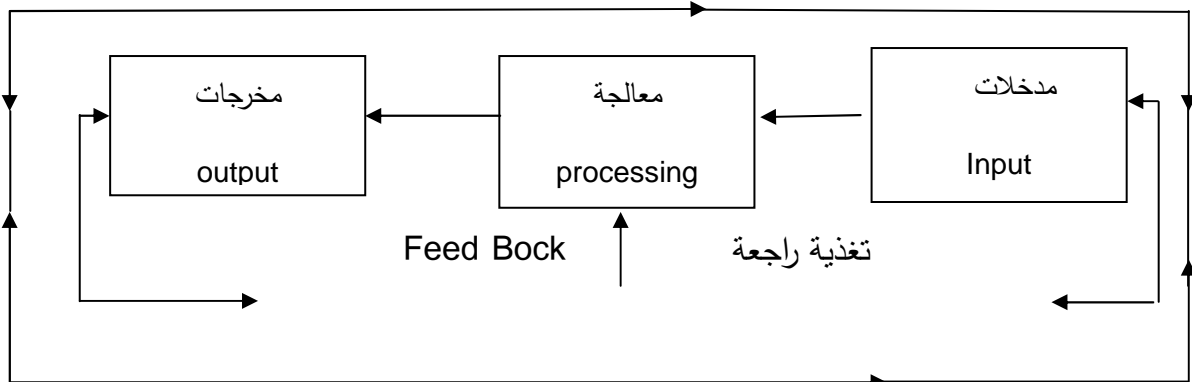 مدخلات
Input
معالجة
processing
مخرجات
output
تغذية راجعة
Feed Bock